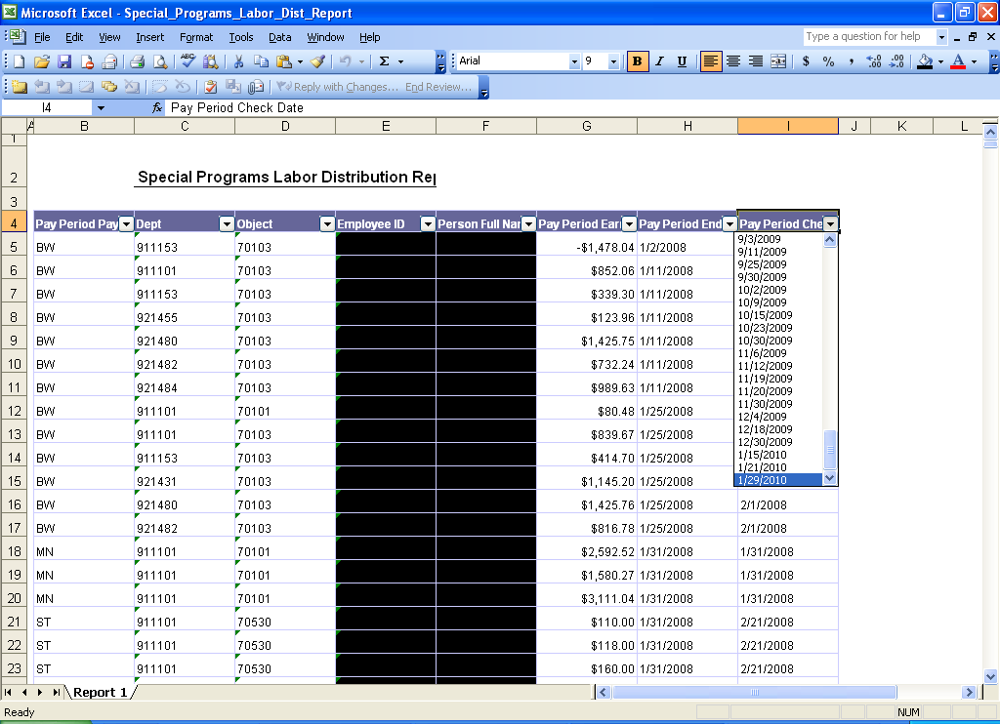 Microsoft Excel - Special_Programs_Labor_Dist_Report
File Edit View Insert Format Tools Data Window Help Type a question for help
Arial 9 B I U $ % ,
Reply with Changes... End Review...
I4 fx Pay Period Check Date
A B C D E F G H I J K L
1
2 Special Programs Labor Distribution Rep
3
4 Pay Period Pay Dept Object Employee ID Person Full Nar Pay Period Ear Pay Period End Pay Period Che
5 BW 911153 70103 -$1,478.04 1/2/2008
6 BW 911101 70103 $852.06 1/11/2008
7 BW 911153 70103 $339.30 1/11/2008
8 BW 921455 70103 $123.96 1/11/2008
9 BW 921480 70103 $1,425.75 1/11/2008
10 BW 921482 70103 $732.24 1/11/2008
11 BW 921484 70103 $989.63 1/11/2008
12 BW 911101 70101 $80.48 1/25/2008
13 BW 911101 70103 $839.67 1/25/2008
14 BW 911153 70103 $414.70 1/25/2008
15 BW 921431 70103 $1,145.20 1/25/2008
16 BW 921480 70103 $1,425.76 1/25/2008 2/1/2008
17 BW 921482 70103 $816.78 1/25/2008 2/1/2008
18 MN 911101 70101 $2,592.52 1/31/2008 1/31/2008
19 MN 911101 70101 $1,580.27 1/31/2008 1/31/2008
20 MN 911101 70101 $3,111.04 1/31/2008 1/31/2008
21 ST 911101 70530 $110.00 1/31/2008 2/21/2008
22 ST 911101 70530 $118.00 1/31/2008 2/21/2008
23 ST 911101 70530 $160.00 1/31/2008 2/21/2008
9/3/2009
9/11/2009
9/25/2009
9/30/2009
10/2/2009
10/9/2009
10/15/2009
10/23/2009
10/30/2009
11/6/2009
11/12/2009
11/19/2009
11/20/2009
11/30/2009
12/4/2009
12/18/2009
12/30/2009
1/15/2010
1/21/2010
1/29/2010
Report 1
Ready NUM